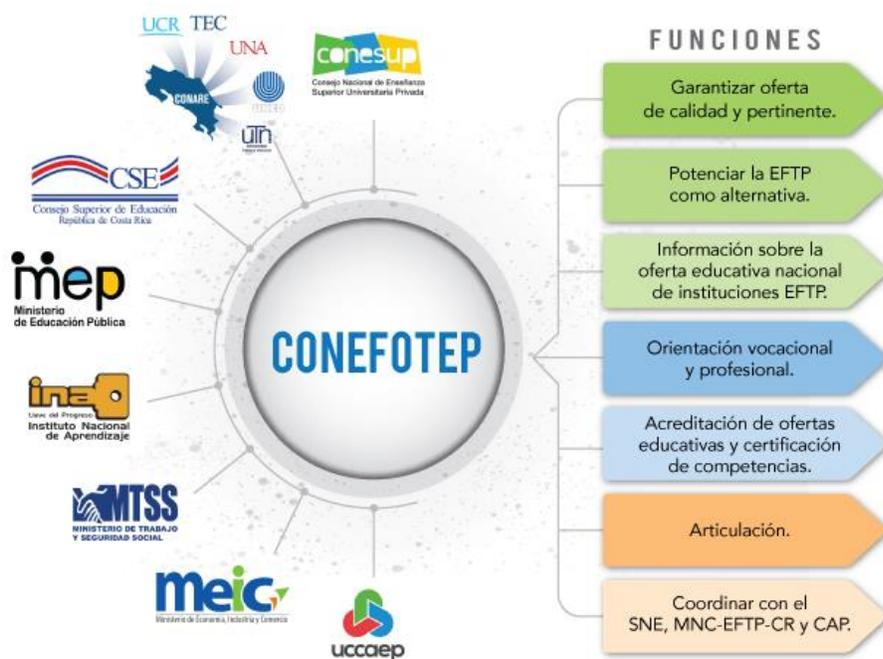 UCR TEC
UNA
CONARE
UTN
conesup
Consejo Nacional de Enseñanza
Superior Universitaria Privada
CSE
Consejo Superior de Educación
República de Costa Rica
mep
Ministerio
de Educación Pública
ina
Llave del Progreso
Instituto Nacional
de Aprendizaje
MTSS
MINISTERIO DE TRABAJO
Y SEGURIDAD SOCIAL
meic
Ministerio de Economía, Industria y Comercio
uccaep
CONEFOTEP
FUNCIONES
Garantizar oferta
de calidad y pertinente.
Potenciar la EFTP
como alternativa.
Información sobre la
oferta educativa nacional
de instituciones EFTP.
Orientación vocacional
y profesional.
Acreditación de ofertas
educativas y certificación
de competencias.
Articulación.
Coordinar con el
SNE, MNC-EFTP-CR y CAP.